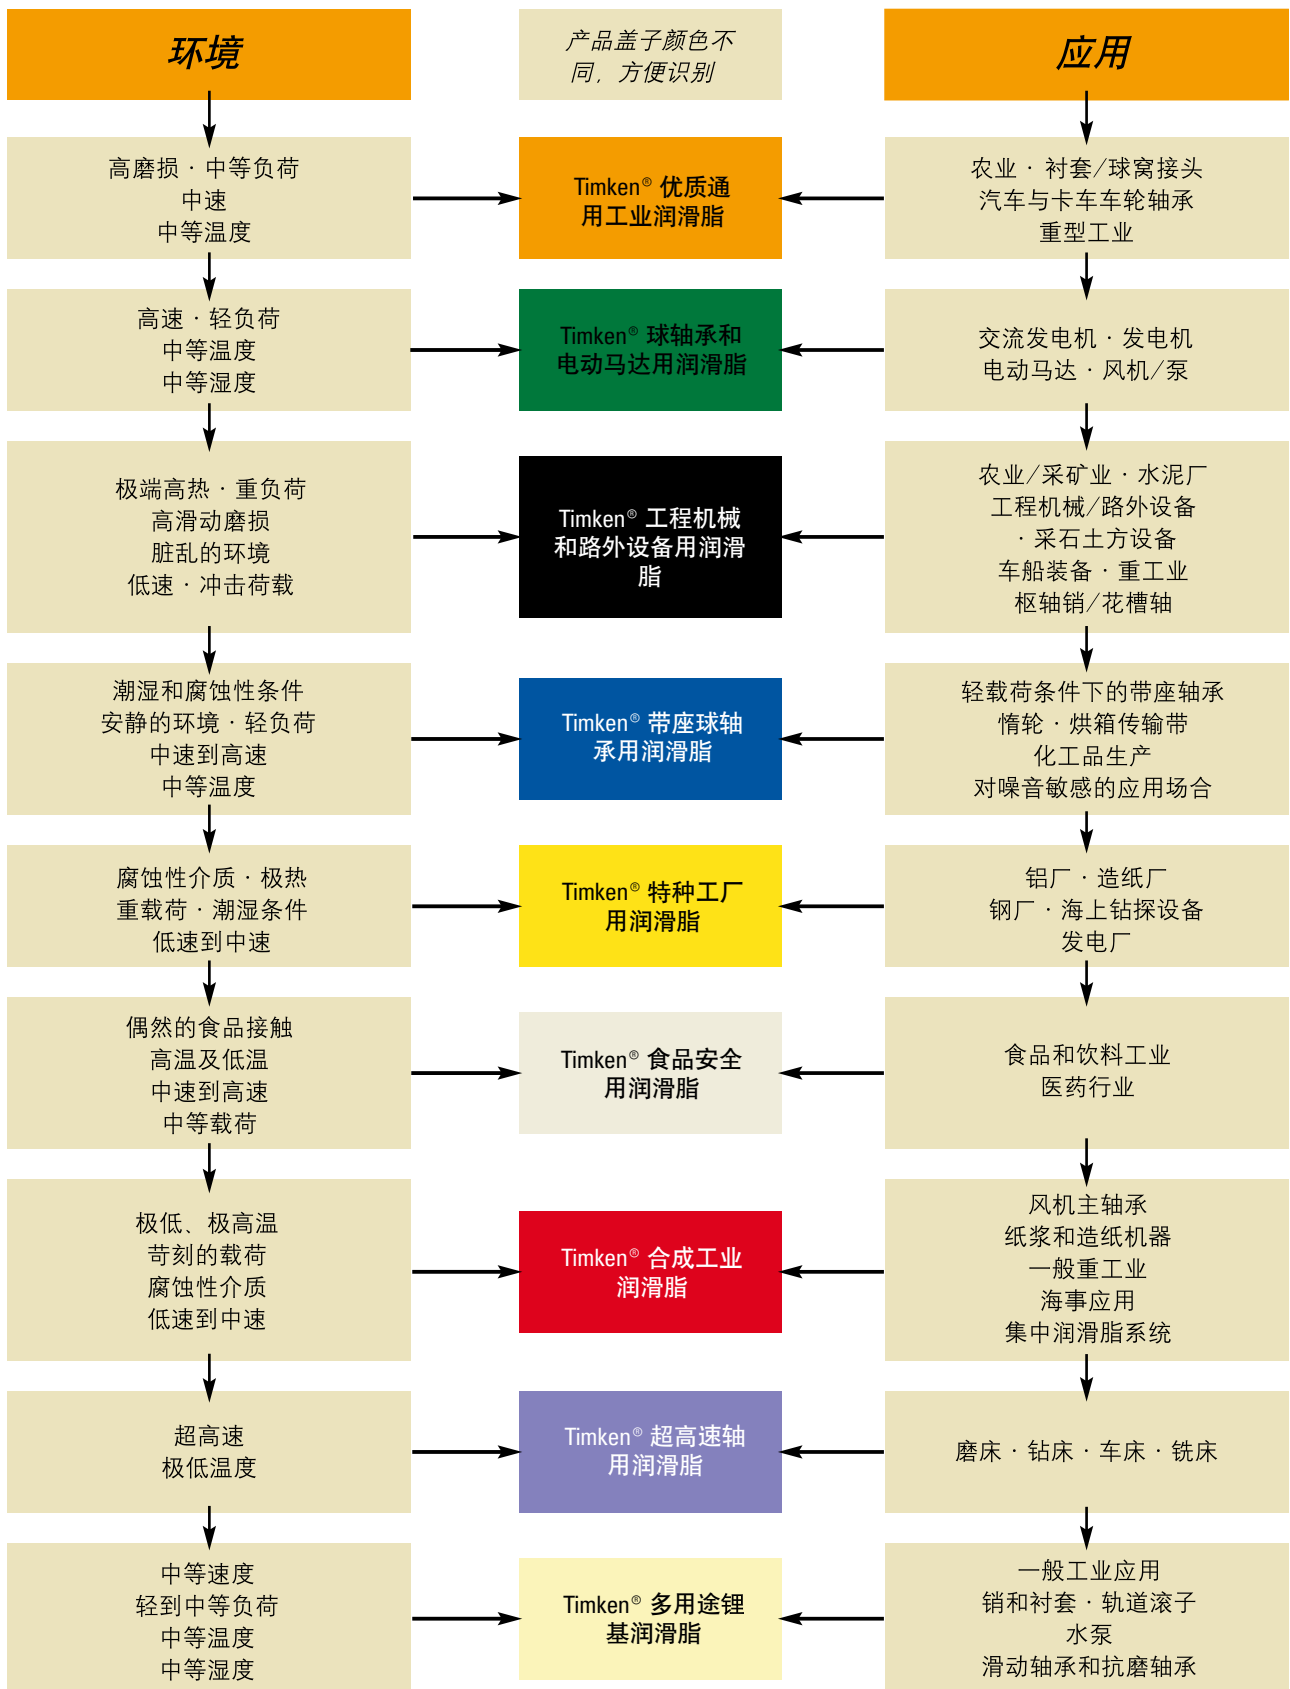 环境
产品盖子颜色不
同，方便识别
应用
高磨损 · 中等负荷
中速
中等温度
Timken® 优质通
用工业润滑脂
农业 · 衬套/球窝接头
汽车与卡车车轮轴承
重型工业
高速 · 轻负荷
中等温度
中等湿度
Timken® 球轴承和
电动马达用润滑脂
交流发电机 · 发电机
电动马达 · 风机/泵
极端高热 · 重负荷
高滑动磨损
脏乱的环境
低速 · 冲击荷载
Timken® 工程机械
和路外设备用润滑
脂
农业/采矿业 · 水泥厂
工程机械/路外设备
· 采石土方设备
车船装备 · 重工业
枢轴销/花槽轴
潮湿和腐蚀性条件
安静的环境 · 轻负荷
中速到高速
中等温度
Timken® 带座球轴
承用润滑脂
轻载荷条件下的带座轴承
惰轮 · 烘箱传输带
化工品生产
对噪音敏感的应用场合
腐蚀性介质 · 极热
重载荷 · 潮湿条件
低速到中速
Timken® 特种工厂
用润滑脂
铝厂 · 造纸厂
钢厂 · 海上钻探设备
发电厂
偶然的食品接触
高温及低温
中速到高速
中等载荷
Timken® 食品安全
用润滑脂
食品和饮料工业
医药行业
极低、极高温
苛刻的载荷
腐蚀性介质
低速到中速
Timken® 合成工业
润滑脂
风机主轴承
纸浆和造纸机器
一般重工业
海事应用
集中润滑脂系统
超高速
极低温度
Timken® 超高速轴
用润滑脂
磨床 · 钻床 · 车床 · 铣床
中等速度
轻到中等负荷
中等温度
中等湿度
Timken® 多用途锂
基润滑脂
一般工业应用
销和衬套 · 轨道滚子
水泵
滑动轴承和抗磨轴承